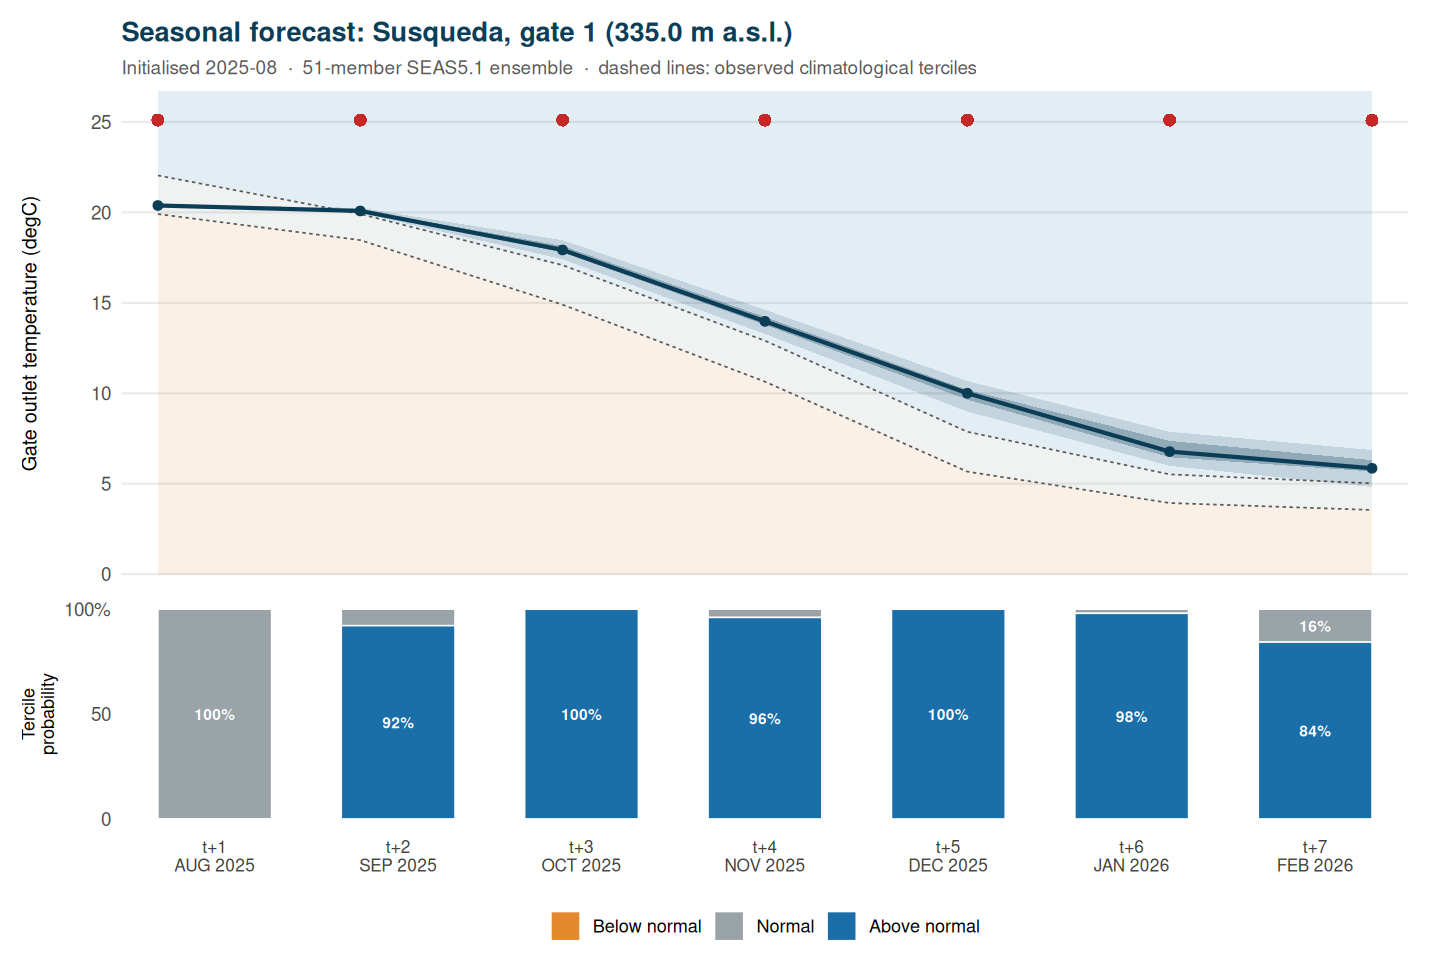 Seasonal forecast: Susqueda, gate 1 (335.0 m a.s.l.)
Initialised 2025-08 · 51-member SEAS5.1 ensemble · dashed lines: observed climatological terciles
Gate outlet temperature (degC)
25
20
15
10
5
0
Tercile
probability
100%
50
0
100%
92%
100%
96%
100%
98%
16%
84%
t+1
AUG 2025
t+2
SEP 2025
t+3
OCT 2025
t+4
NOV 2025
t+5
DEC 2025
t+6
JAN 2026
t+7
FEB 2026
Below normal
Normal
Above normal